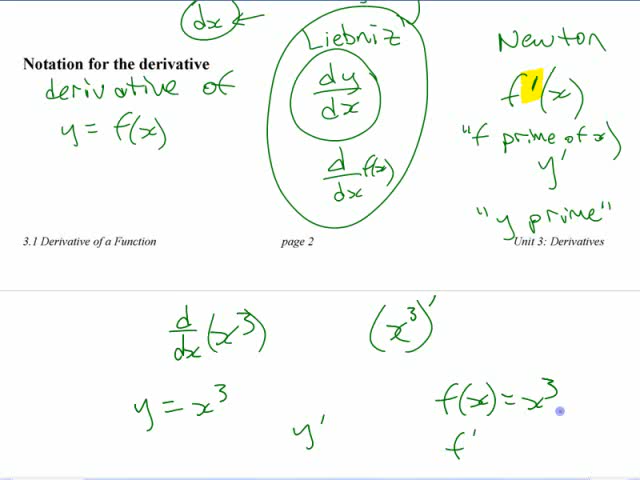 dx ←
Liebniz
Newton
Notation for the derivative
derivative of
y = f(x)
dy/dx
d/dx f(x)
f'(x)
"f prime of x)
y'
"y prime"
3.1 Derivative of a Function page 2 Unit 3: Derivatives
d/dx (x³) (x³)'
y = x³ f(x) = x³
y' f'